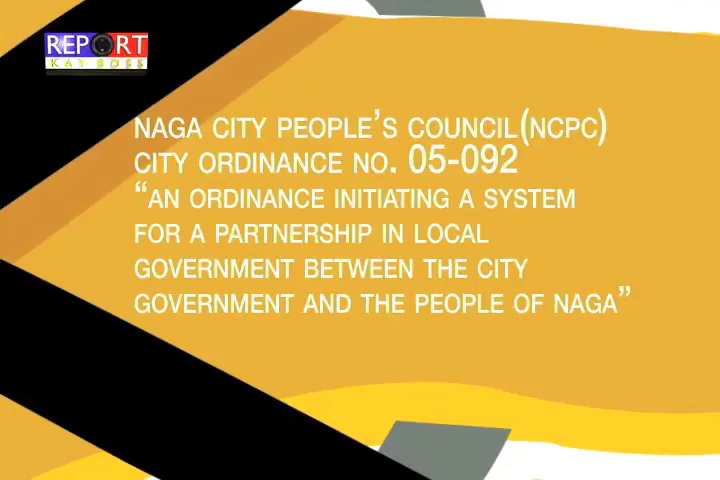 REPORT
KAY BOSS
NAGA CITY PEOPLE'S COUNCIL(NCPC)
CITY ORDINANCE NO. 05-092
“AN ORDINANCE INITIATING A SYSTEM
FOR A PARTNERSHIP IN LOCAL
GOVERNMENT BETWEEN THE CITY
GOVERNMENT AND THE PEOPLE OF NAGA”